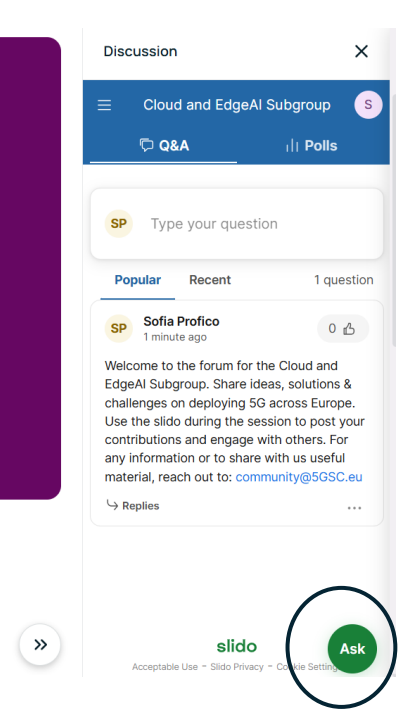 Discussion
Cloud and EdgeAI Subgroup S
Q&A Polls
SP Type your question
Popular Recent 1 question
SP Sofia Profico 0
1 minute ago
Welcome to the forum for the Cloud and
EdgeAI Subgroup. Share ideas, solutions &
challenges on deploying 5G across Europe.
Use the slido during the session to post your
contributions and engage with others. For
any information or to share with us useful
material, reach out to: community@5GSC.eu
Replies
slido
Ask
Acceptable Use - Slido Privacy - Cookie Setting